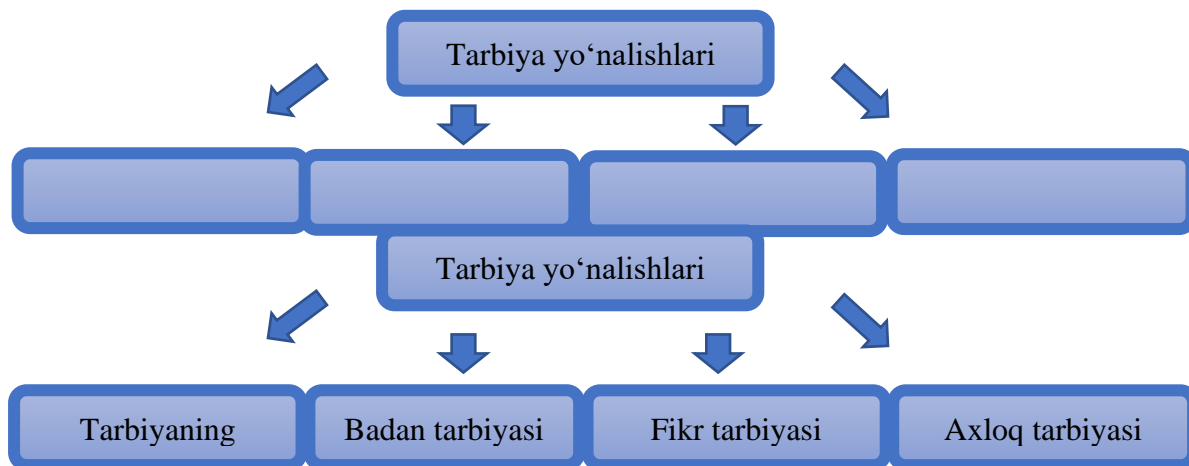 Tarbiya yo‘nalishlari
Tarbiya yo‘nalishlari
Tarbiyaning
Badan tarbiyasi
Fikr tarbiyasi
Axloq tarbiyasi